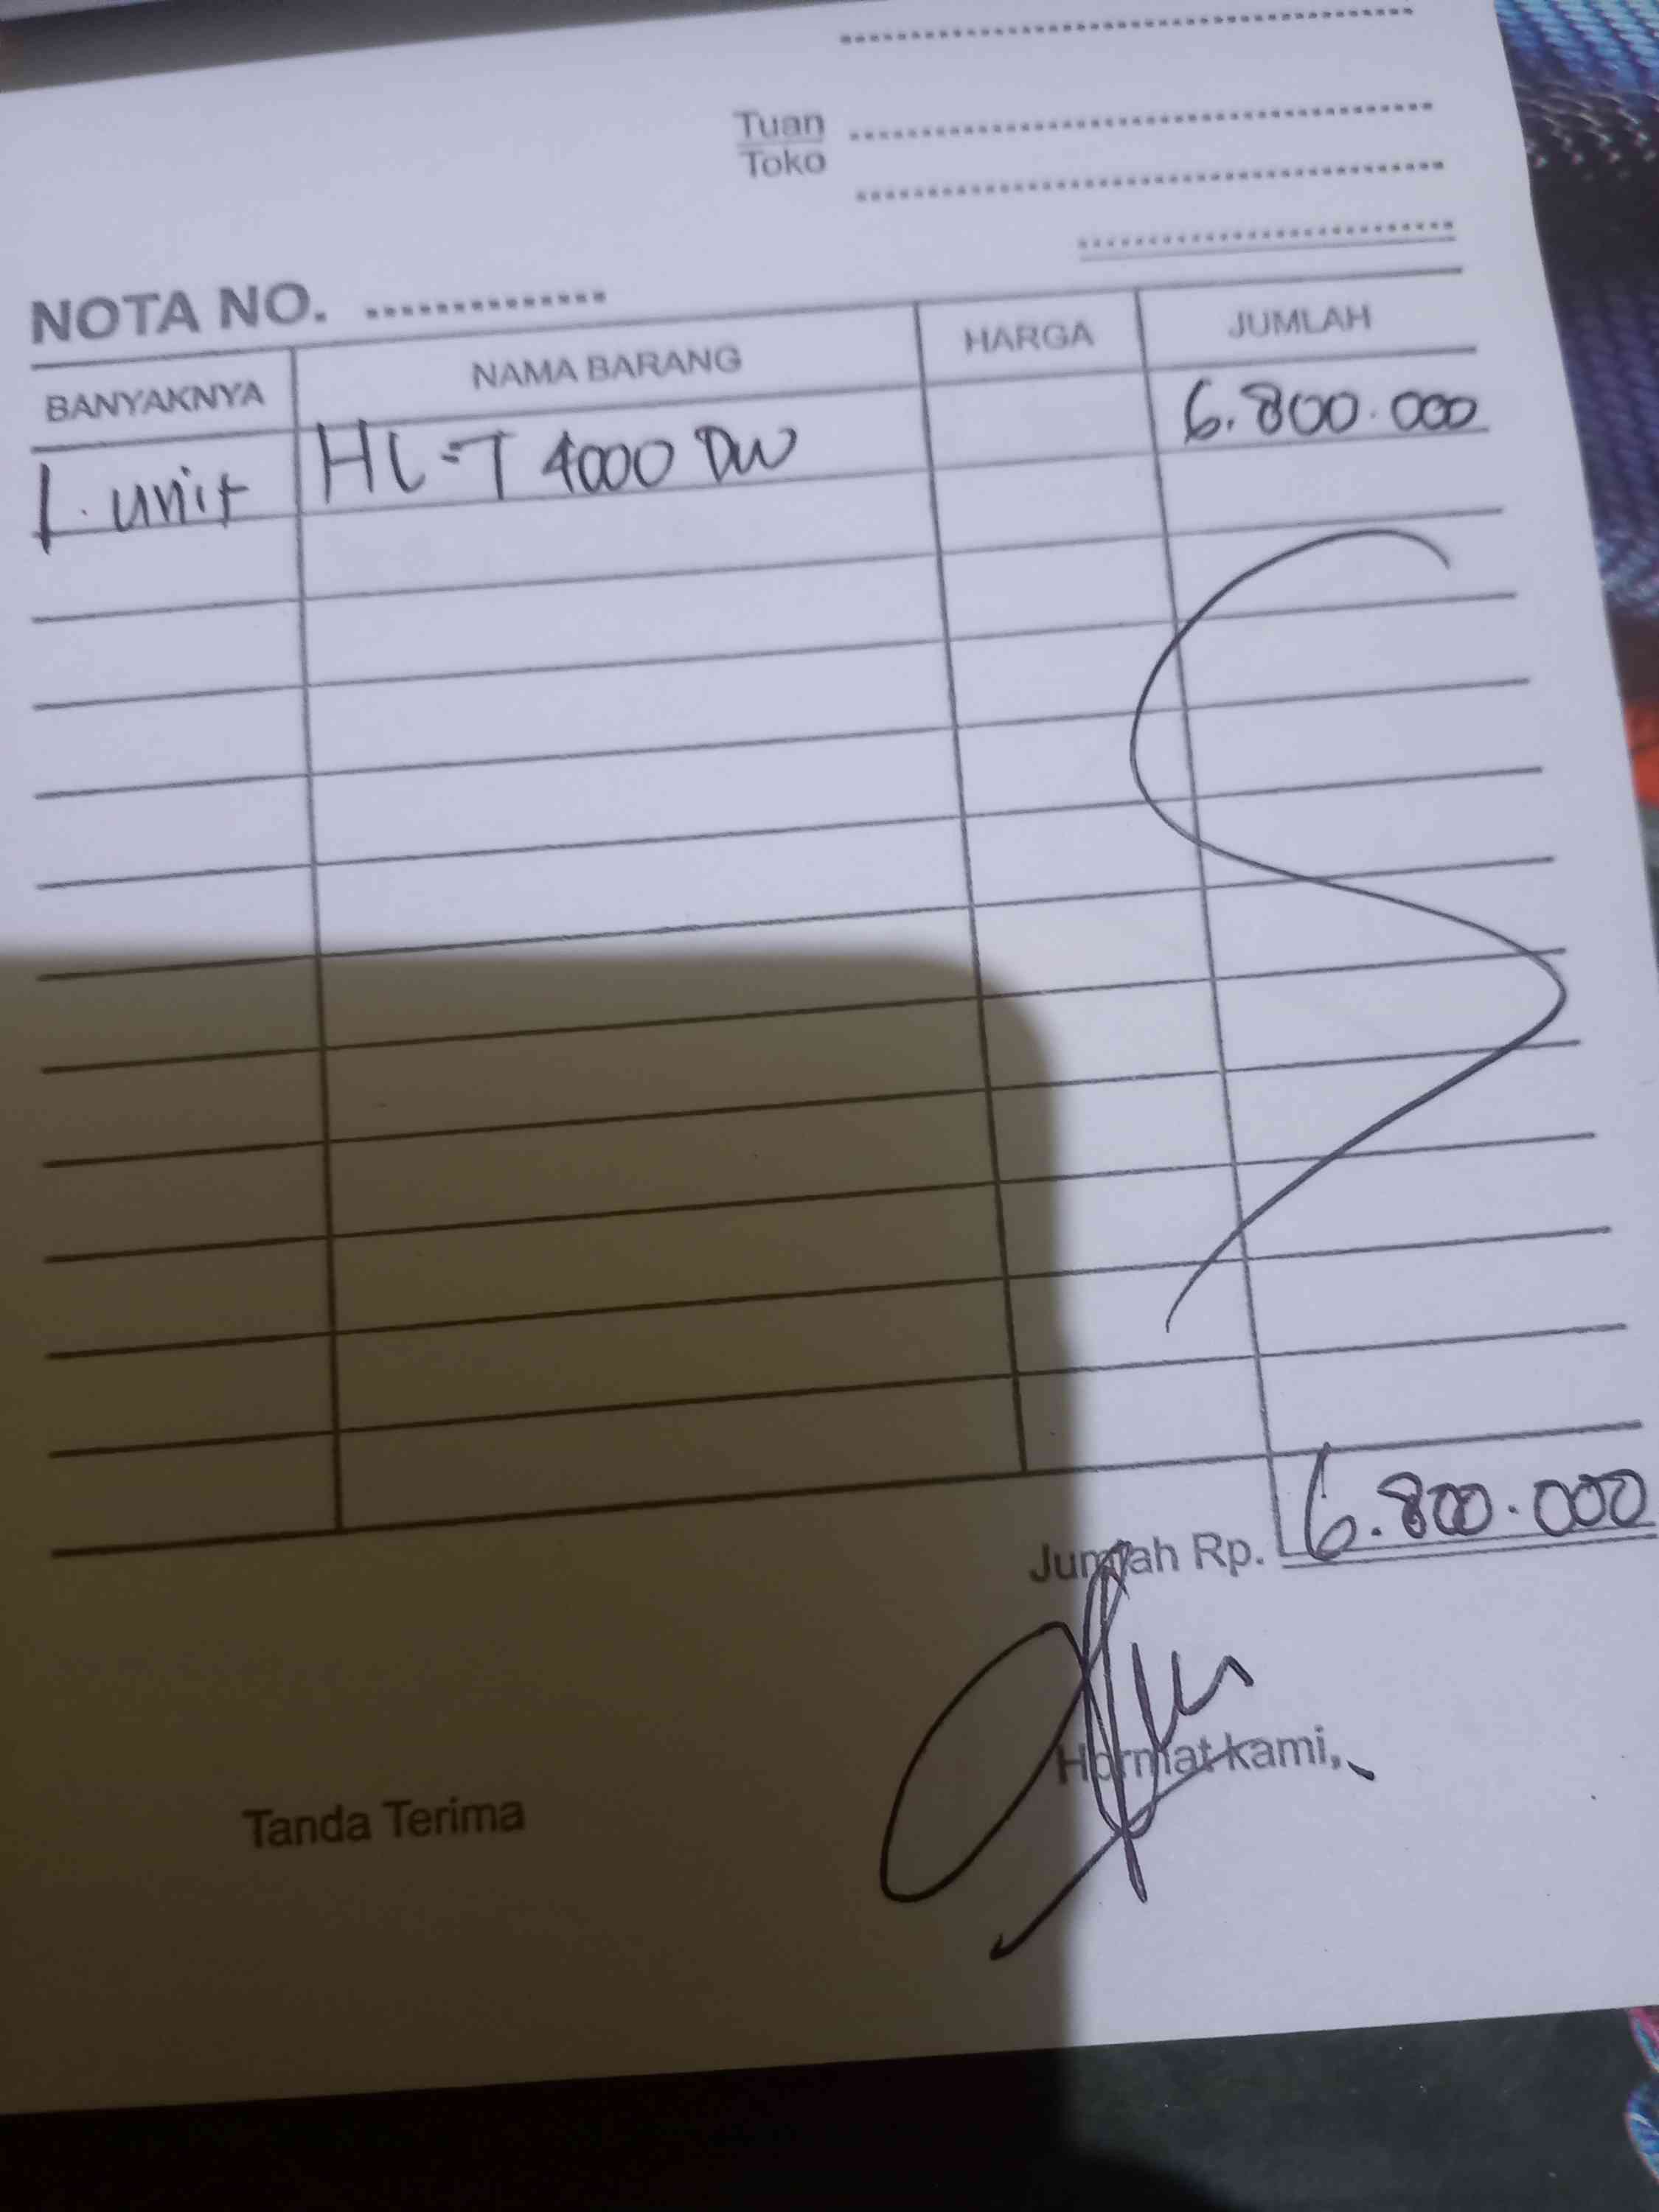 Tuan
Toko
NOTA NO. ..............
BANYAKNYA NAMA BARANG HARGA JUMLAH
1. unit HL-T 4000 DW 6.800.000
Jumlah Rp. 6.800.000
Tanda Terima Hormat kami,